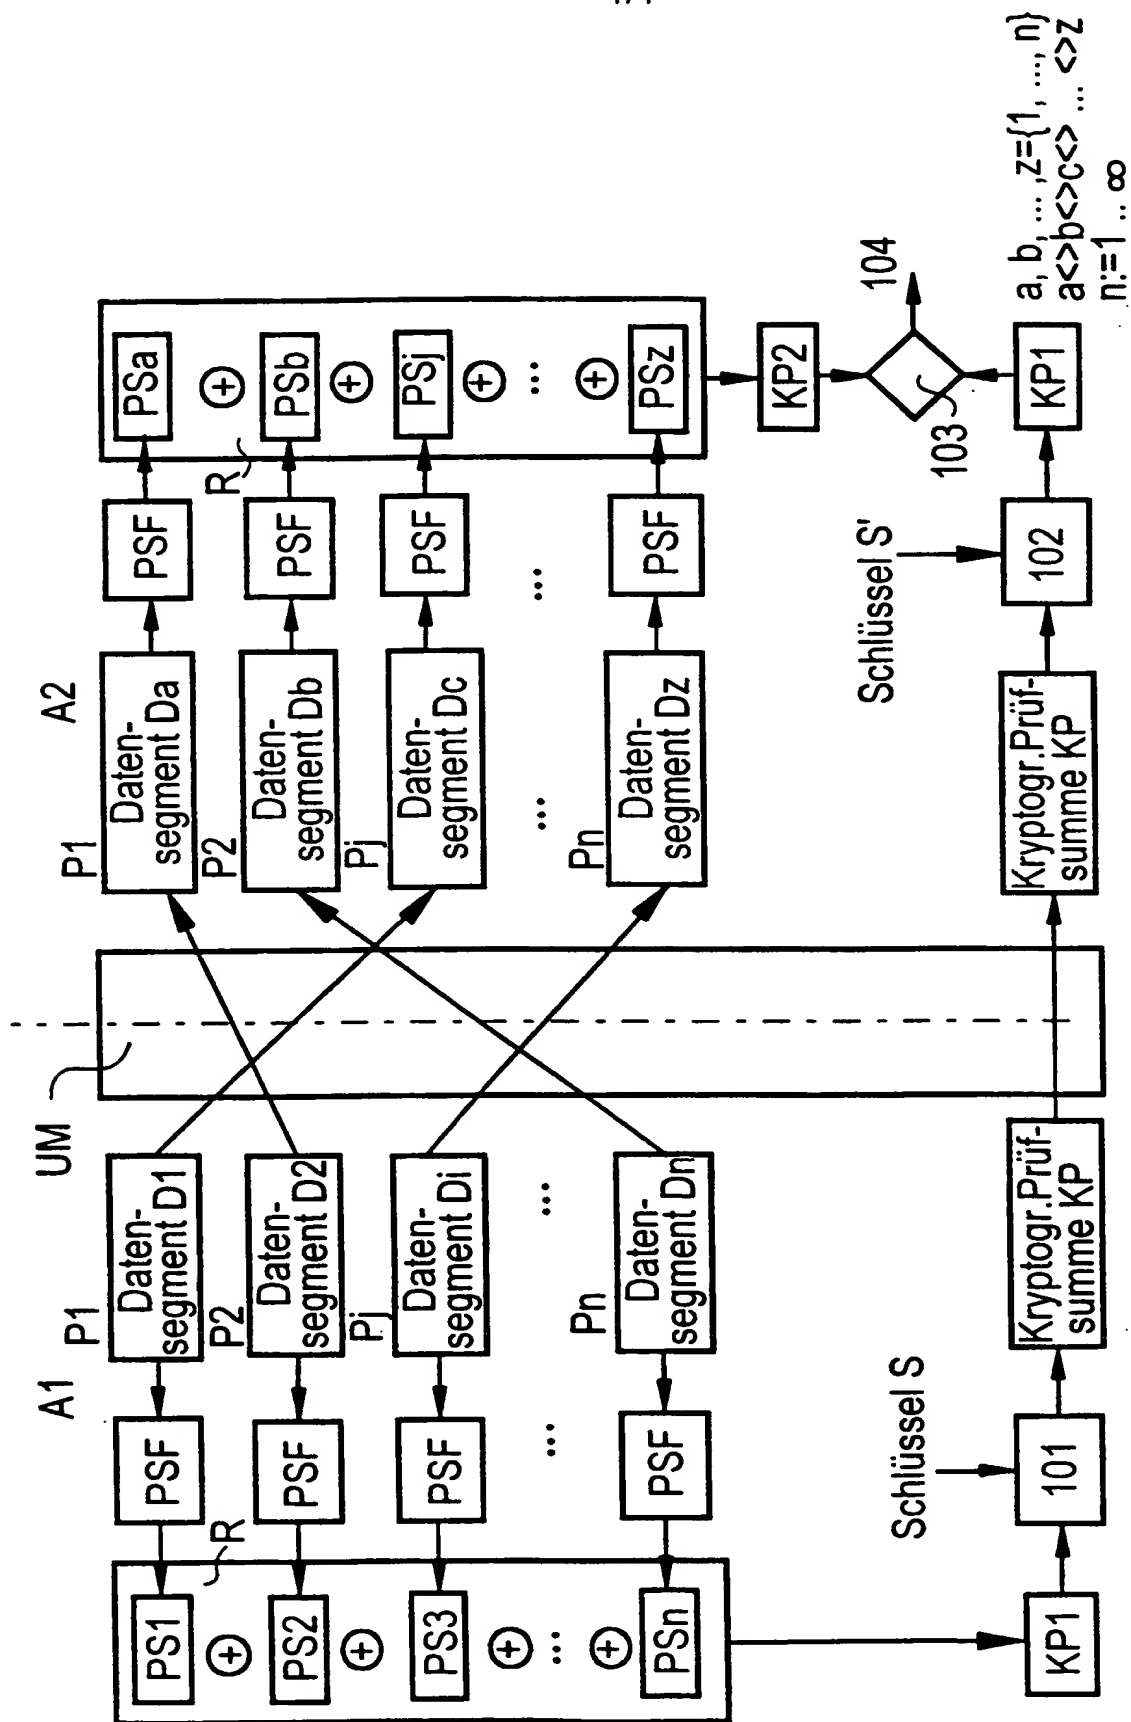 A1
UM
A2
P1
Daten-
segment D1
P2
Daten-
segment D2
Pj
Daten-
segment Di
...
Pn
Daten-
segment Dn
PSF
PSF
PSF
...
PSF
R
PS1
+
PS2
+
PS3
+
...
+
PSn
KP1
Schlüssel S
101
Kryptogr.Prüf-
summe KP
P1
Daten-
segment Da
P2
Daten-
segment Db
Pj
Daten-
segment Dc
...
Pn
Daten-
segment Dz
PSF
PSF
PSF
...
PSF
R
PSa
+
PSb
+
PSj
+
...
+
PSz
KP2
103
104
Kryptogr.Prüf-
summe KP
Schlüssel S'
102
KP1
a, b, ... ,z={1, ..., n}
a<>b<>c<> ... <>z
n:=1 .. ∞